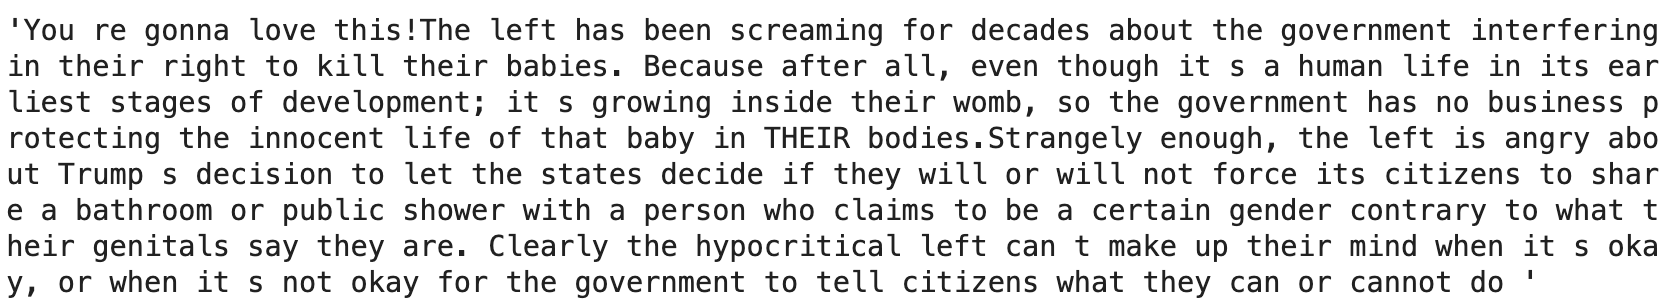 'You re gonna love this!The left has been screaming for decades about the government interfering
in their right to kill their babies. Because after all, even though it s a human life in its ear
liest stages of development; it s growing inside their womb, so the government has no business p
rotecting the innocent life of that baby in THEIR bodies.Strangely enough, the left is angry abo
ut Trump s decision to let the states decide if they will or will not force its citizens to shar
e a bathroom or public shower with a person who claims to be a certain gender contrary to what t
heir genitals say they are. Clearly the hypocritical left can t make up their mind when it s oka
y, or when it s not okay for the government to tell citizens what they can or cannot do '